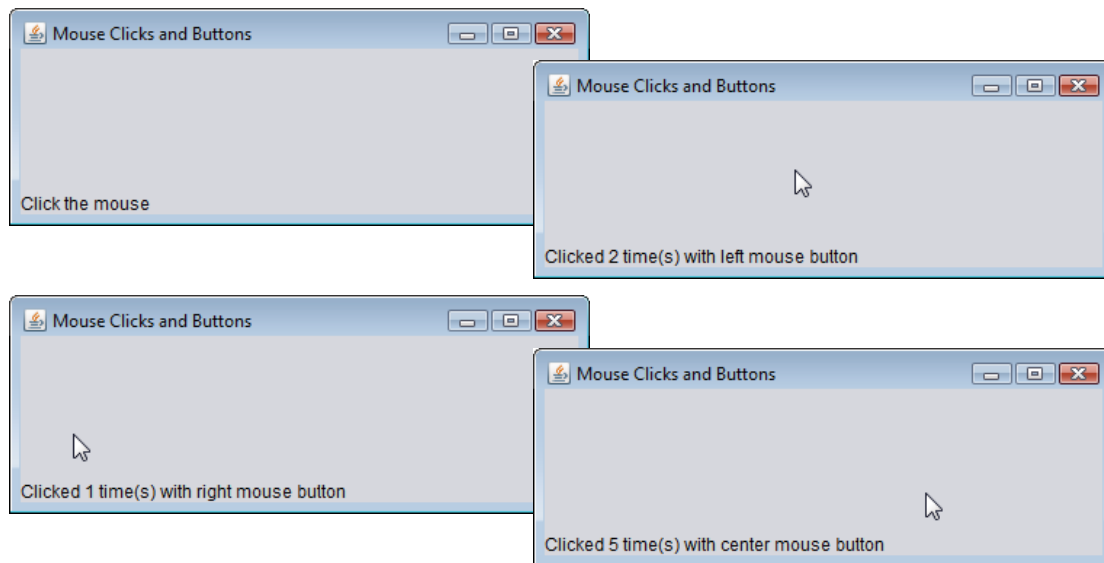 Mouse Clicks and Buttons
Click the mouse
Mouse Clicks and Buttons
Clicked 2 time(s) with left mouse button
Mouse Clicks and Buttons
Clicked 1 time(s) with right mouse button
Mouse Clicks and Buttons
Clicked 5 time(s) with center mouse button